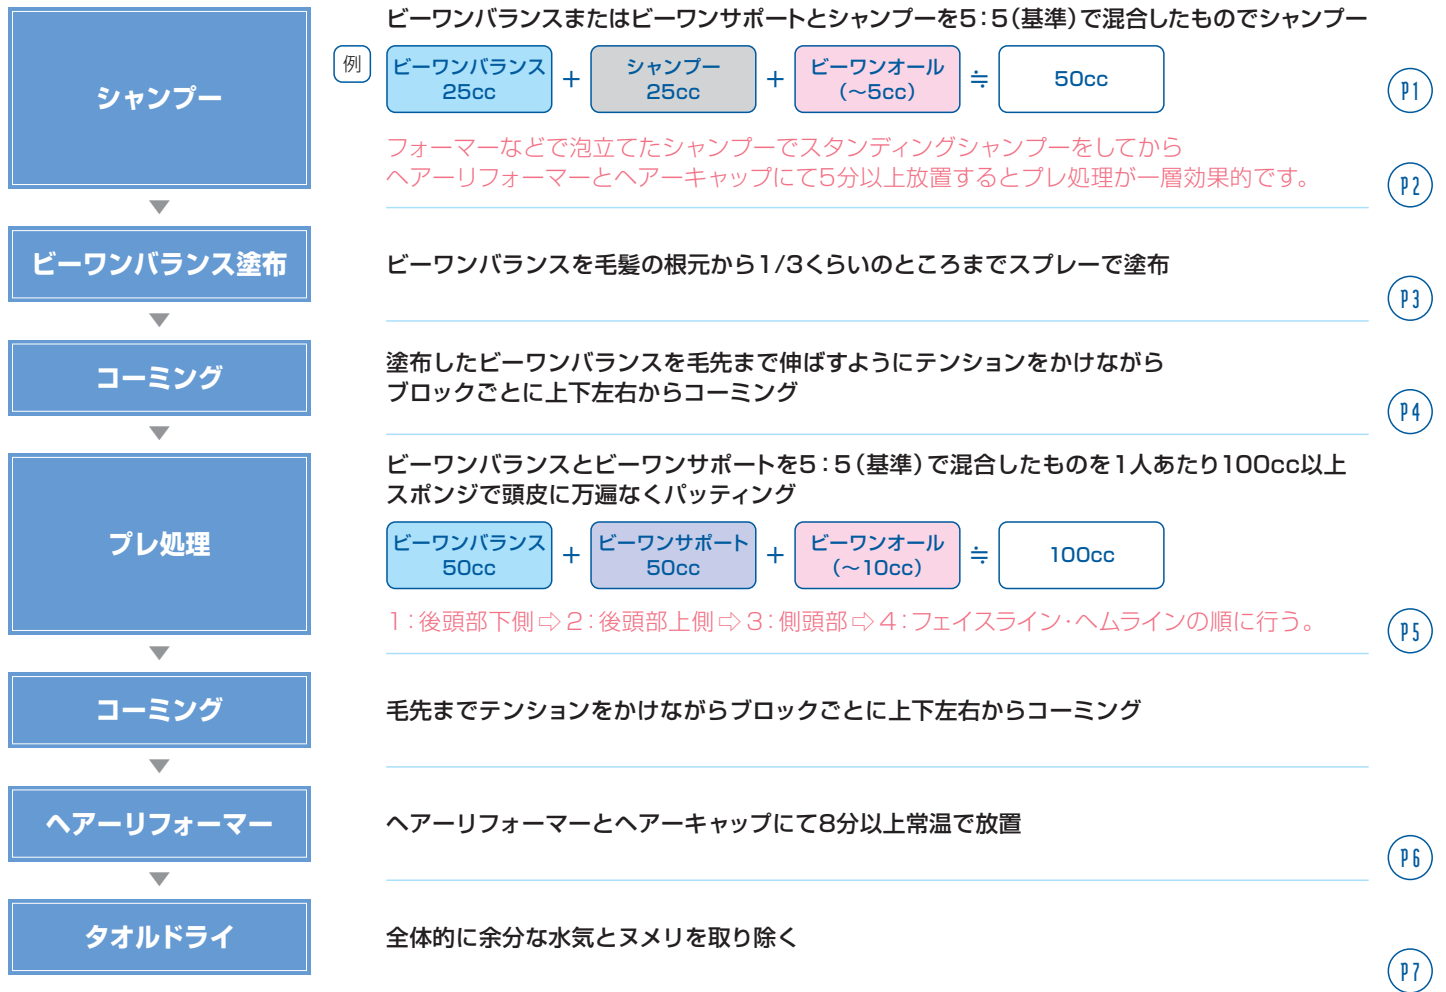 シャンプー
ビーワンバランスまたはビーワンサポートとシャンプーを5：5（基準）で混合したものでシャンプー
例
ビーワンバランス
25cc
＋
シャンプー
25cc
＋
ビーワンオール
（～5cc）
≒
50cc
P1
フォーマーなどで泡立てたシャンプーでスタンディングシャンプーをしてから
ヘアーリフォーマーとヘアーキャップにて5分以上放置するとプレ処理が一層効果的です。
P2
ビーワンバランス塗布
ビーワンバランスを毛髪の根元から1/3くらいのところまでスプレーで塗布
P3
コーミング
塗布したビーワンバランスを毛先まで伸ばすようにテンションをかけながら
ブロックごとに上下左右からコーミング
P4
プレ処理
ビーワンバランスとビーワンサポートを5：5（基準）で混合したものを1人あたり100cc以上
スポンジで頭皮に万遍なくパッティング
ビーワンバランス
50cc
＋
ビーワンサポート
50cc
＋
ビーワンオール
（～10cc）
≒
100cc
1：後頭部下側⇨2：後頭部上側⇨3：側頭部⇨4：フェイスライン・ヘムラインの順に行う。
P5
コーミング
毛先までテンションをかけながらブロックごとに上下左右からコーミング
ヘアーリフォーマー
ヘアーリフォーマーとヘアーキャップにて8分以上常温で放置
P6
タオルドライ
全体的に余分な水気とヌメリを取り除く
P7